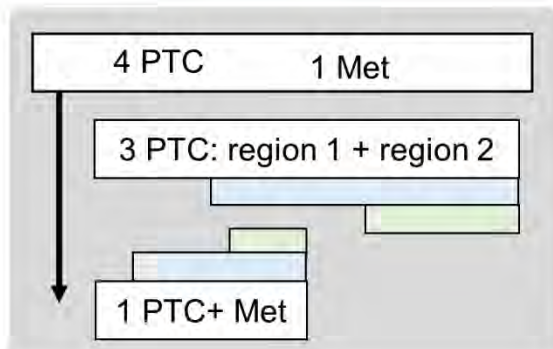 4 PTC 1 Met
3 PTC: region 1 + region 2
1 PTC+ Met